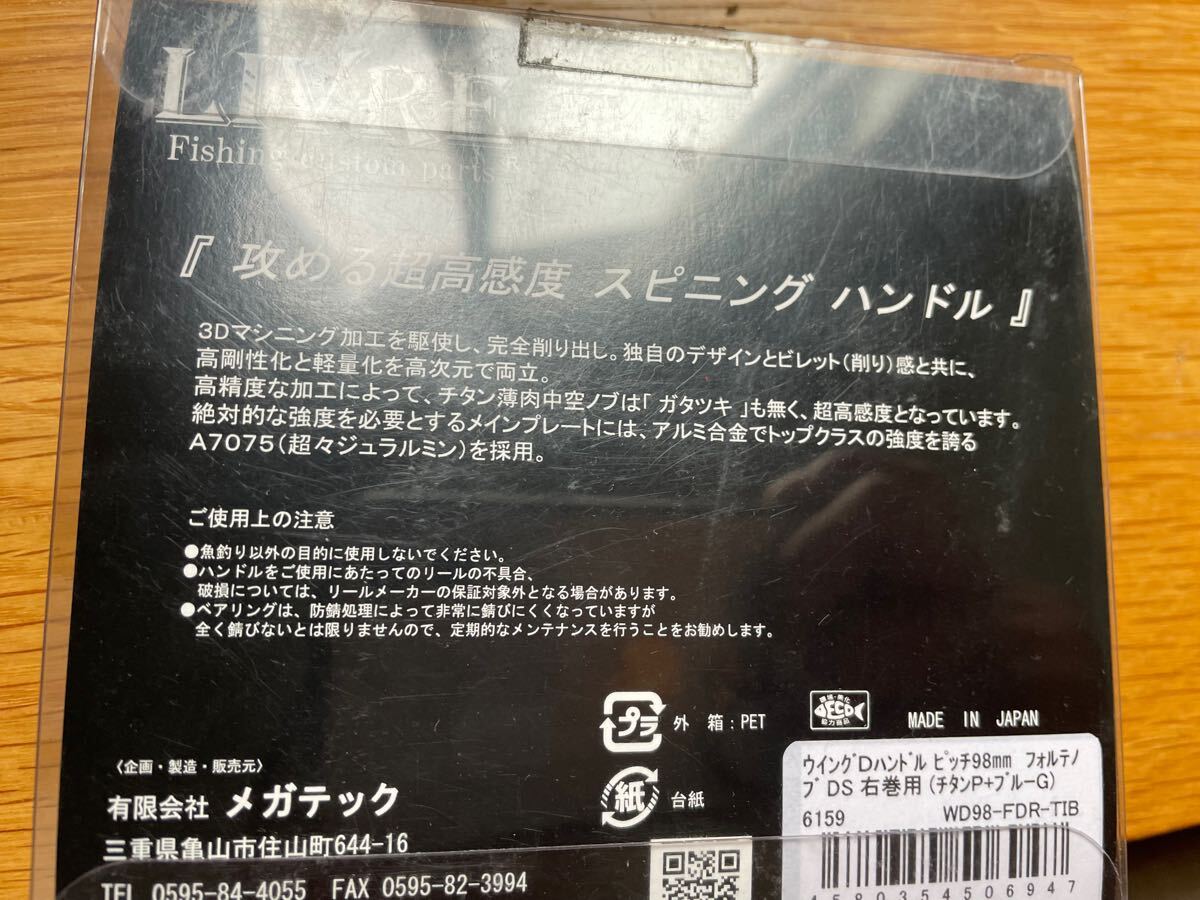 LIVRE
Fishing custom parts
『 攻める超高感度 スピニング ハンドル 』
3Dマシニング加工を駆使し、完全削り出し。独自のデザインとビレット(削り)感と共に、
高剛性化と軽量化を高次元で両立。
高精度な加工によって、チタン薄肉中空ノブは「 ガタツキ 」も無く、超高感度となっています。
絶対的な強度を必要とするメインプレートには、アルミ合金でトップクラスの強度を誇る
A7075(超々ジュラルミン)を採用。
ご使用上の注意
●魚釣り以外の目的に使用しないでください。
●ハンドルをご使用にあたってのリールの不具合、
破損については、リールメーカーの保証対象外となる場合があります。
●ベアリングは、防錆処理によって非常に錆びにくくなっていますが
全く錆びないとは限りませんので、定期的なメンテナンスを行うことをお勧めします。
プラ 外 箱:PET
環境・美化
ECO
協力商品
MADE IN JAPAN
紙 台紙
〈企画・製造・販売元〉
有限会社 メガテック
三重県亀山市住山町644-16
TEL 0595-84-4055 FAX 0595-82-3994
ウイングDハンドル ピッチ98mm フォルテノ
ブDS 右巻用 (チタンP+ブルーG)
6159 WD98-FDR-TIB
4580354506947